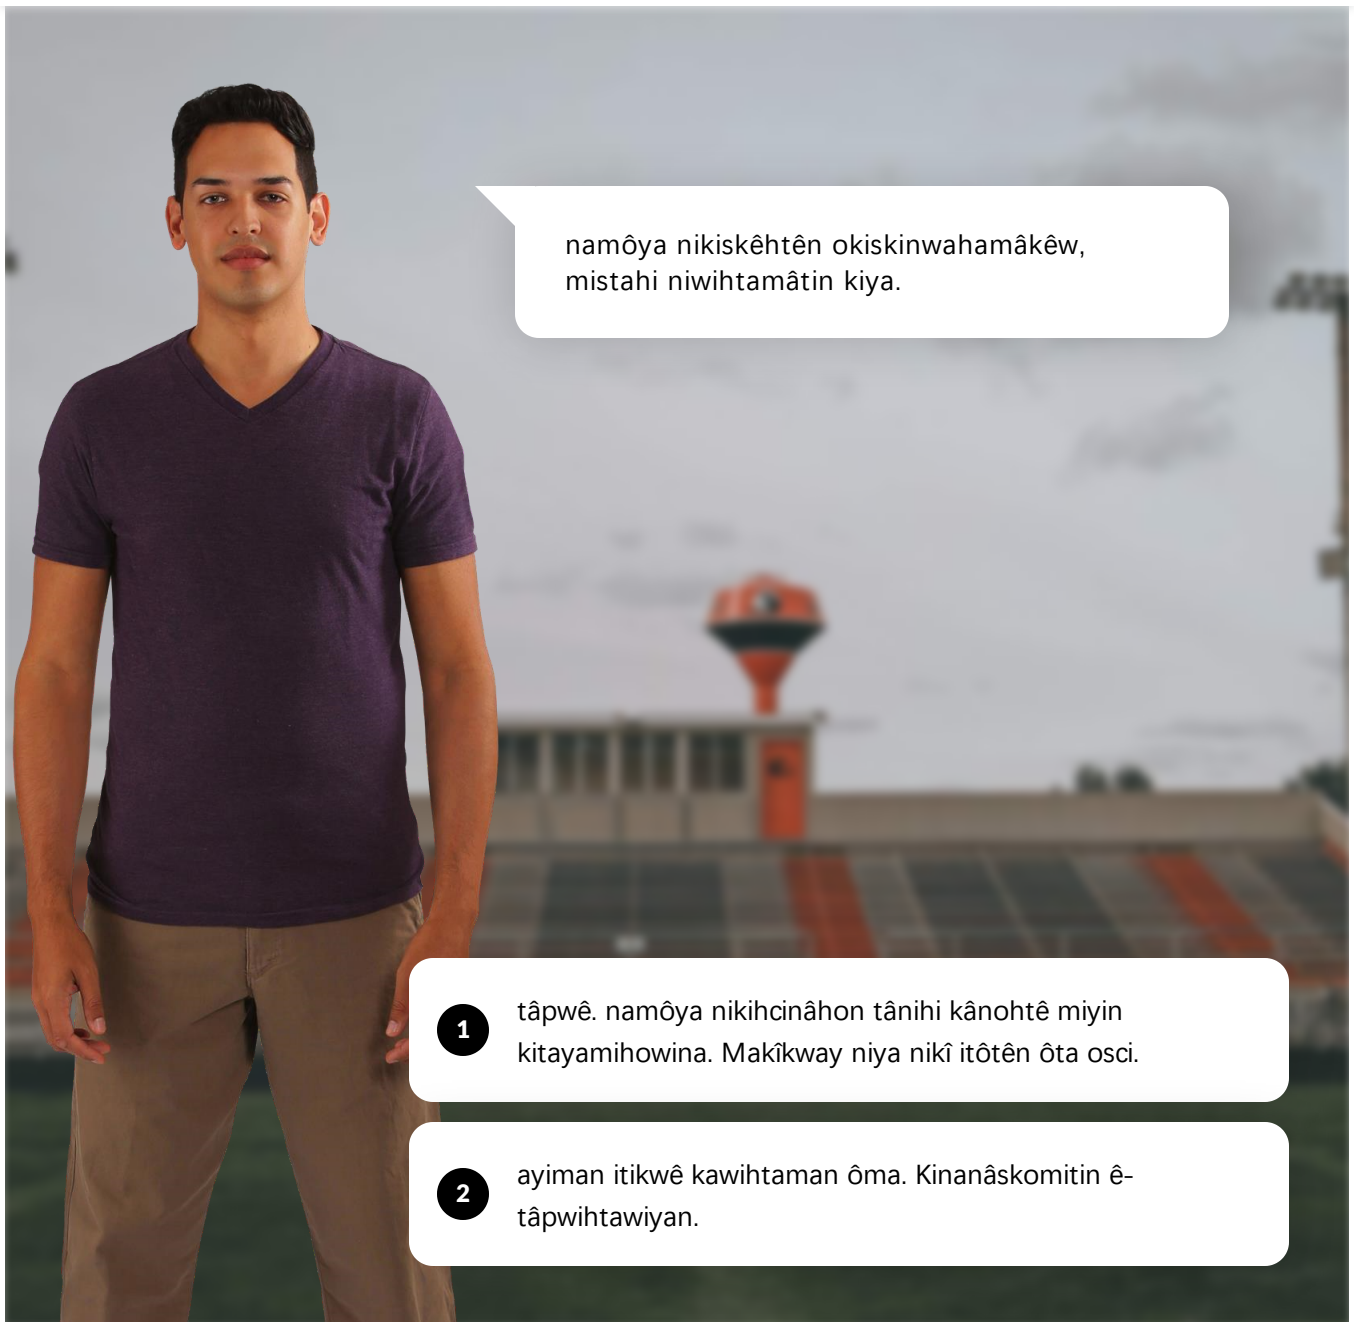 namôya nikiskêhtên okiskinwahamâkêw,
mistahi niwihtamâtin kiya.
1
tâpwê. namôya nikihcinâhon tânihi kânohtê miyin
kitayamihowina. Makîkway niya nikî itôtên ôta osci.
2
ayiman itikwê kawihtaman ôma. Kinanâskomitin ê-
tâpwihtawiyan.